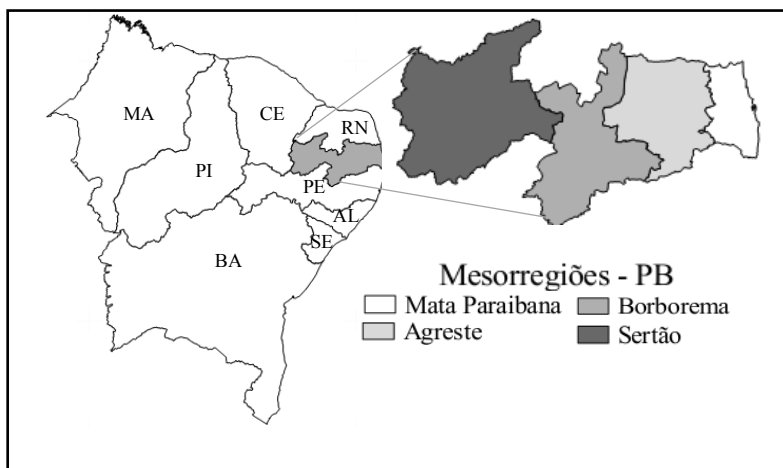 MA
CE
RN
PI
PE
AL
SE
BA
Mesorregiões - PB
Mata Paraibana
Borborema
Agreste
Sertão